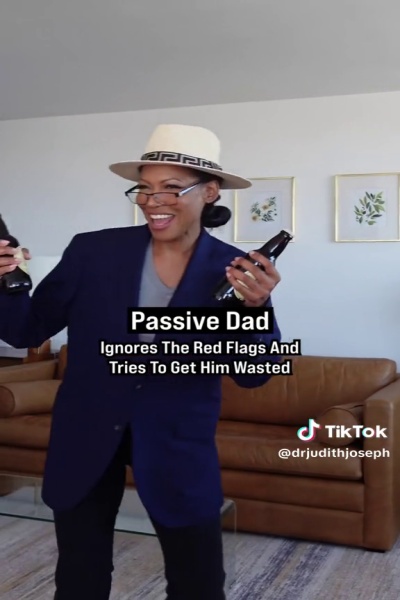 Passive Dad
Ignores The Red Flags And
Tries To Get Him Wasted
TikTok
@drjudithjoseph